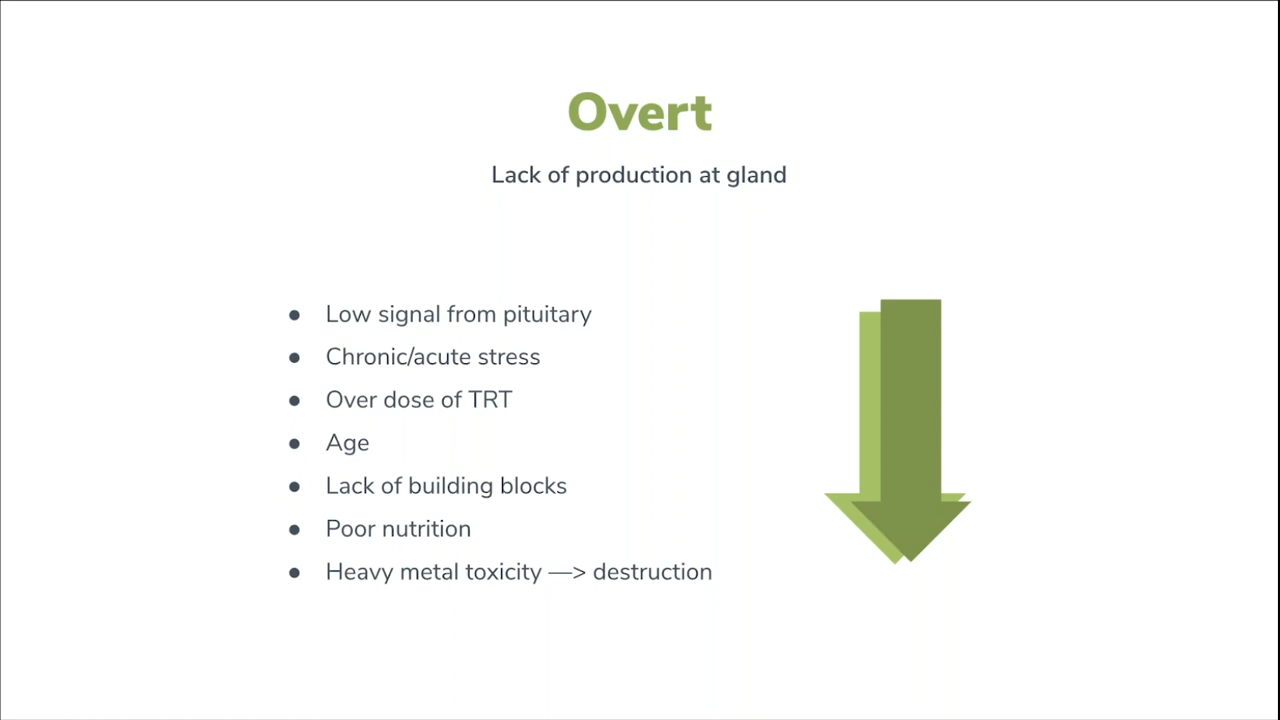 Overt
Lack of production at gland
● Low signal from pituitary
● Chronic/acute stress
● Over dose of TRT
● Age
● Lack of building blocks
● Poor nutrition
● Heavy metal toxicity —> destruction